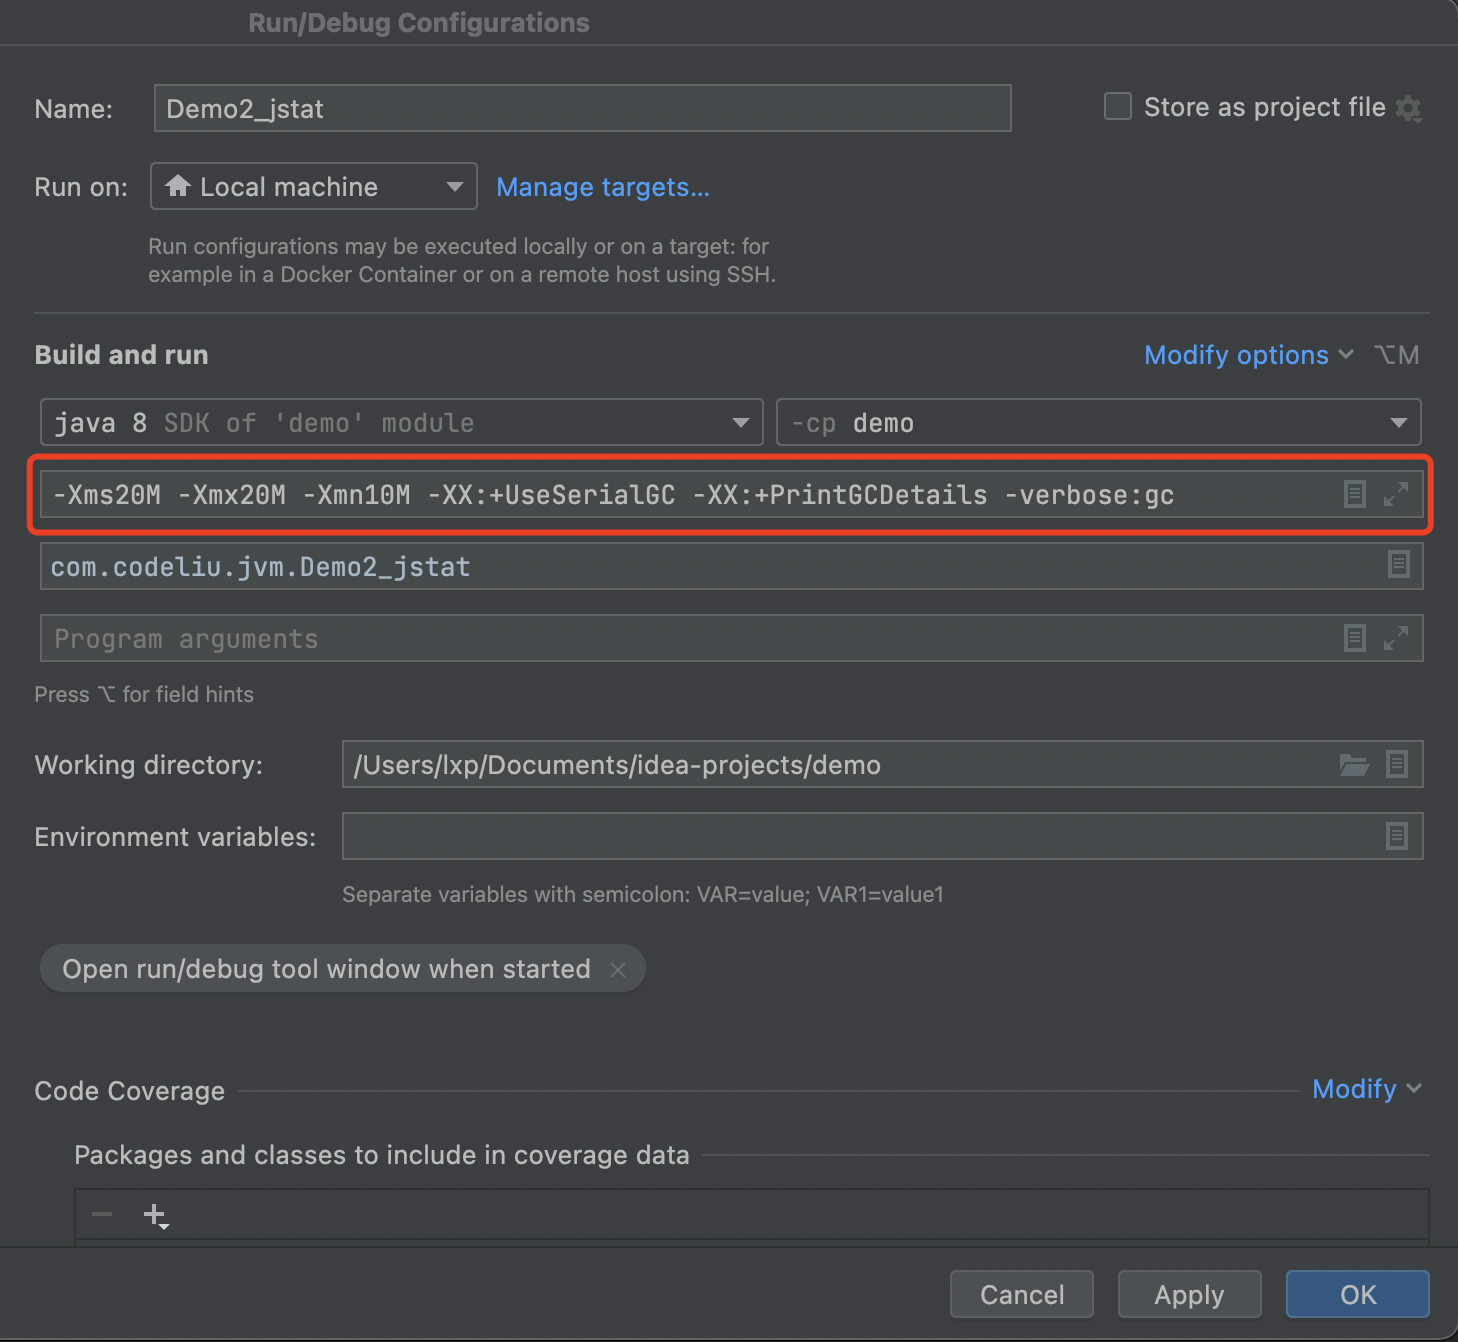 Run/Debug Configurations
Name: Demo2_jstat Store as project file
Run on: Local machine Manage targets...
Run configurations may be executed locally or on a target: for
example in a Docker Container or on a remote host using SSH.
Build and run Modify options ⌥M
java 8 SDK of 'demo' module -cp demo
-Xms20M -Xmx20M -Xmn10M -XX:+UseSerialGC -XX:+PrintGCDetails -verbose:gc
com.codeliu.jvm.Demo2_jstat
Program arguments
Press ⌥ for field hints
Working directory: /Users/lxp/Documents/idea-projects/demo
Environment variables:
Separate variables with semicolon: VAR=value; VAR1=value1
Open run/debug tool window when started ×
Code Coverage Modify
Packages and classes to include in coverage data
Cancel Apply OK